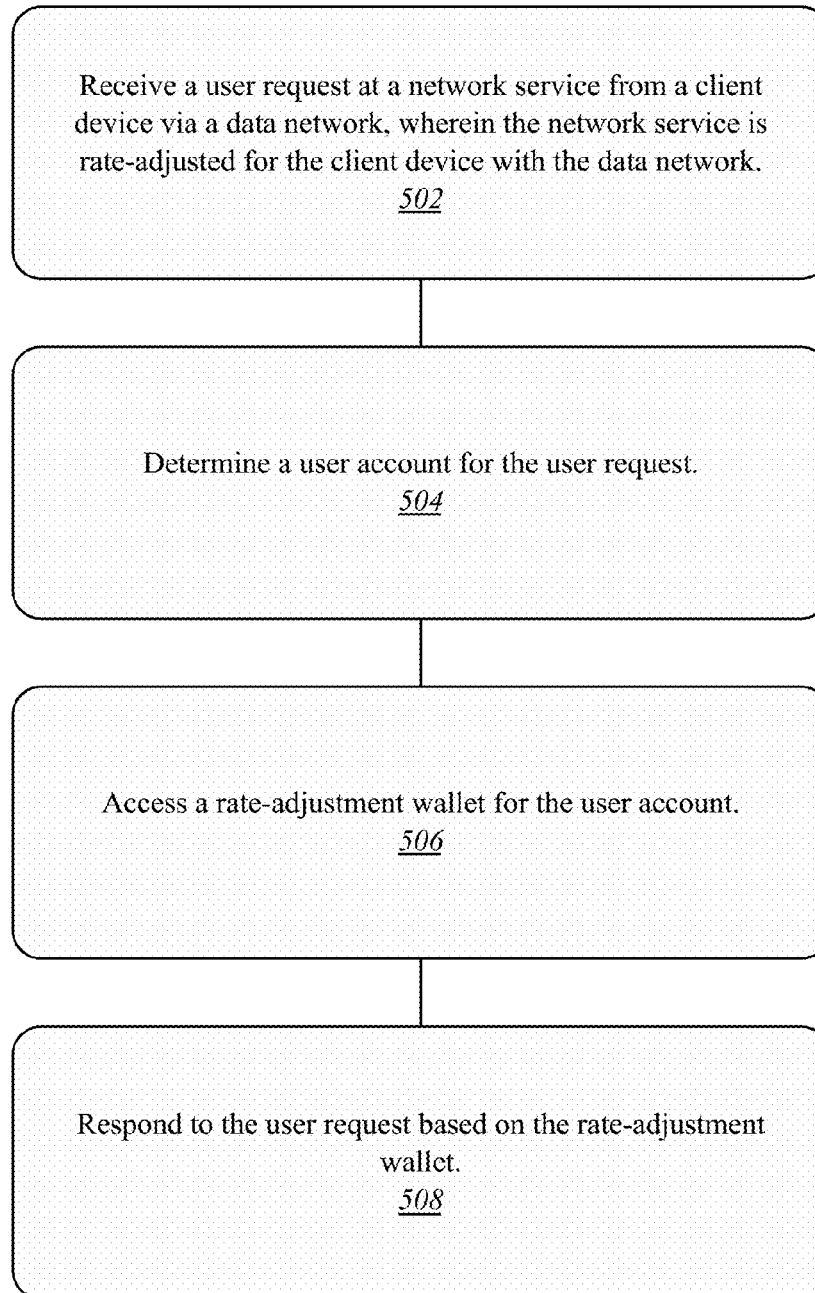 Receive a user request at a network service from a client
device via a data network, wherein the network service is
rate-adjusted for the client device with the data network.
502
Determine a user account for the user request.
504
Access a rate-adjustment wallet for the user account.
506
Respond to the user request based on the rate-adjustment
wallet.
508